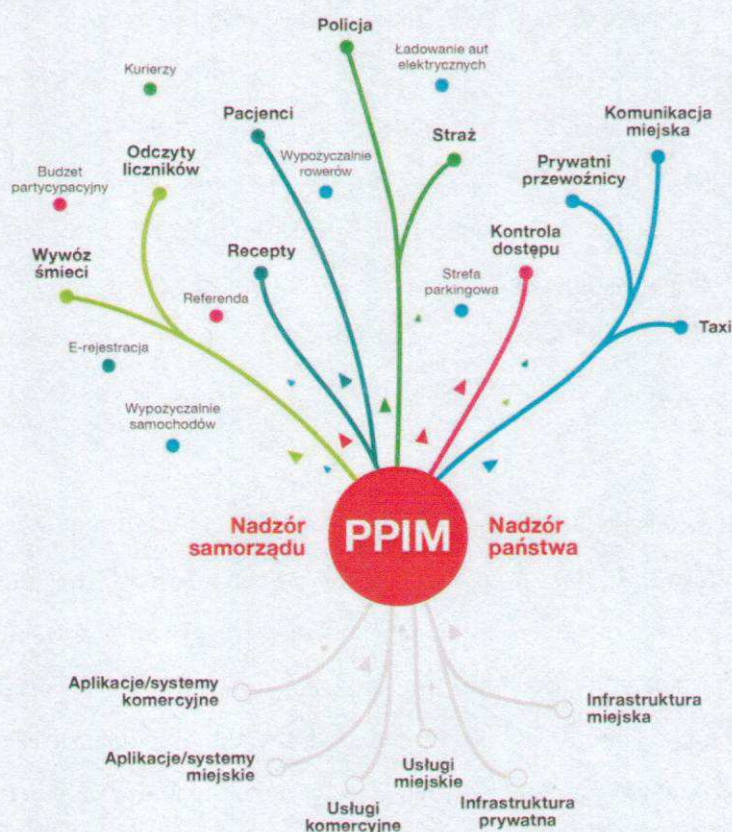 Policja
Ładowanie aut
elektrycznych
Kurierzy
Pacjenci
Straż
Komunikacja
miejska
Odczyty
liczników
Wypożyczalnie
rowerów
Prywatni
przewoźnicy
Budzet
partycypacyjny
Wywóz
śmieci
Recepty
Kontrola
dostępu
Referenda
Strefa
parkingowa
Taxi
E-rejestracja
Wypożyczalnie
samochodów
Nadzór
samorządu
PPIM
Nadzór
państwa
Aplikacje/systemy
komercyjne
Infrastruktura
miejska
Aplikacje/systemy
miejskie
Usługi
miejskie
Usługi
komercyjne
Infrastruktura
prywatna